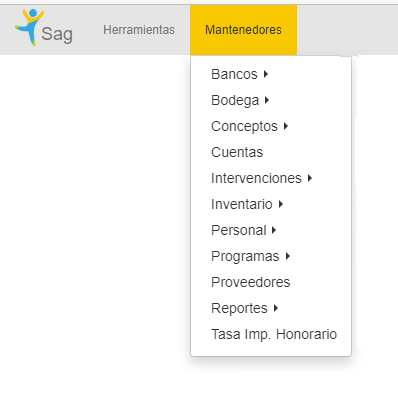 Sag
Herramientas
Mantenedores
Bancos
Bodega
Conceptos
Cuentas
Intervenciones
Inventario
Personal
Programas
Proveedores
Reportes
Tasa Imp. Honorario